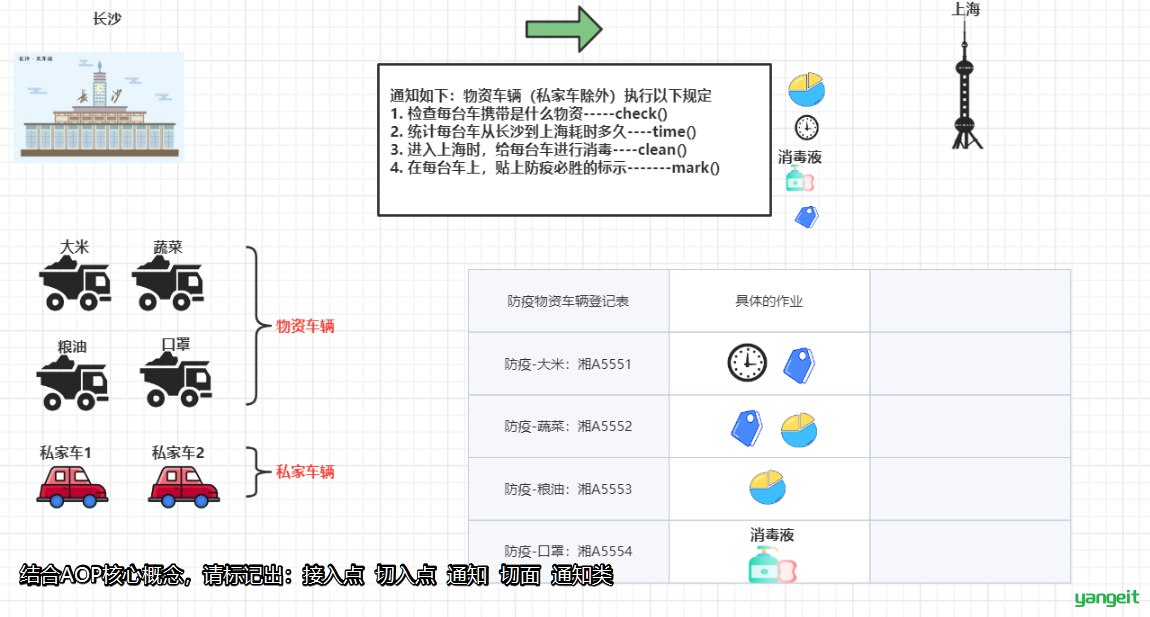 长沙
上海
长沙·火车站
长 沙
通知如下：物资车辆（私家车除外）执行以下规定
1. 检查每台车携带是什么物资-----check()
2. 统计每台车从长沙到上海耗时多久----time()
3. 进入上海时，给每台车进行消毒----clean()
4. 在每台车上，贴上防疫必胜的标示-------mark()
消毒液
大米
蔬菜
粮油
口罩
物资车辆
私家车1
私家车2
私家车辆
防疫物资车辆登记表
具体的作业
防疫-大米：湘A5551
防疫-蔬菜：湘A5552
防疫-粮油：湘A5553
防疫-口罩：湘A5554
消毒液
结合AOP核心概念，请标记出：接入点 切入点 通知 切面 通知类
yangeit